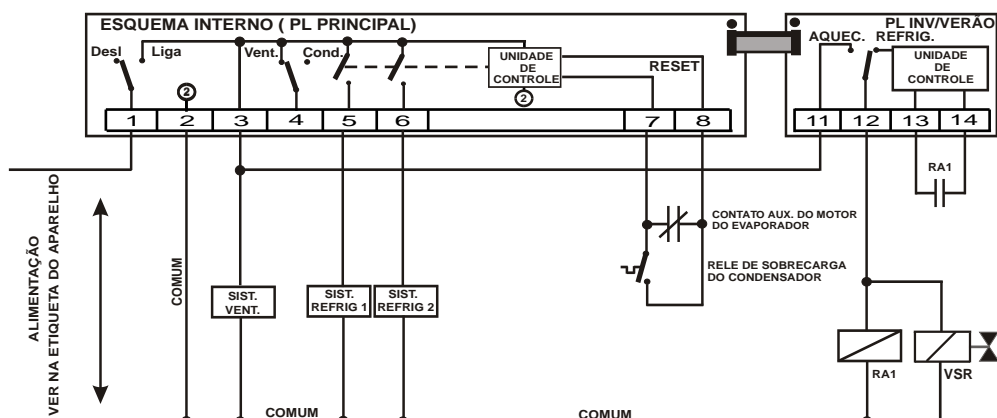 ESQUEMA INTERNO ( PL PRINCIPAL)
PL INV/VERÃO
Desl
Liga
Vent.
Cond.
UNIDADE
DE
CONTROLE
RESET
AQUEC.
REFRIG.
UNIDADE
DE
CONTROLE
2
2
1
2
3
4
5
6
7
8
11
12
13
14
RA1
ALIMENTAÇÃO
VER NA ETIQUETA DO APARELHO
COMUM
CONTATO AUX. DO MOTOR
DO EVAPORADOR
RELE DE SOBRECARGA
DO CONDENSADOR
SIST.
VENT.
SIST.
REFRIG 1
SIST.
REFRIG 2
RA1
VSR
COMUM
COMUM